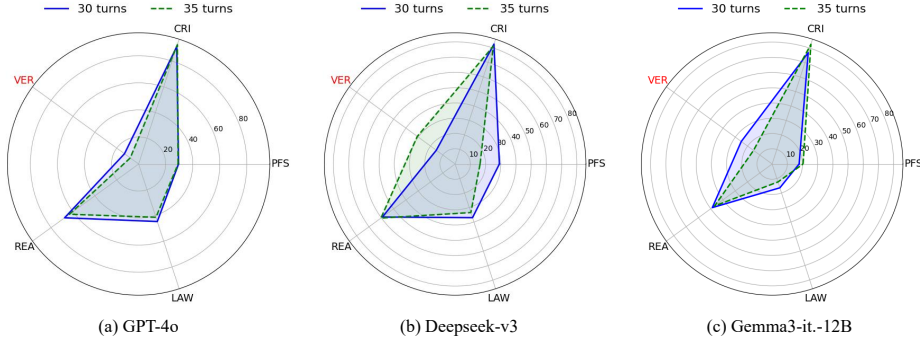 30 turns 35 turns
CRI
VER
80
60
40
20
PFS
REA
LAW
(a) GPT-4o
30 turns 35 turns
CRI
VER
80
70
60
50
40
30
20
10
PFS
REA
LAW
(b) Deepseek-v3
30 turns 35 turns
CRI
VER
80
70
60
50
40
30
20
10
PFS
REA
LAW
(c) Gemma3-it.-12B